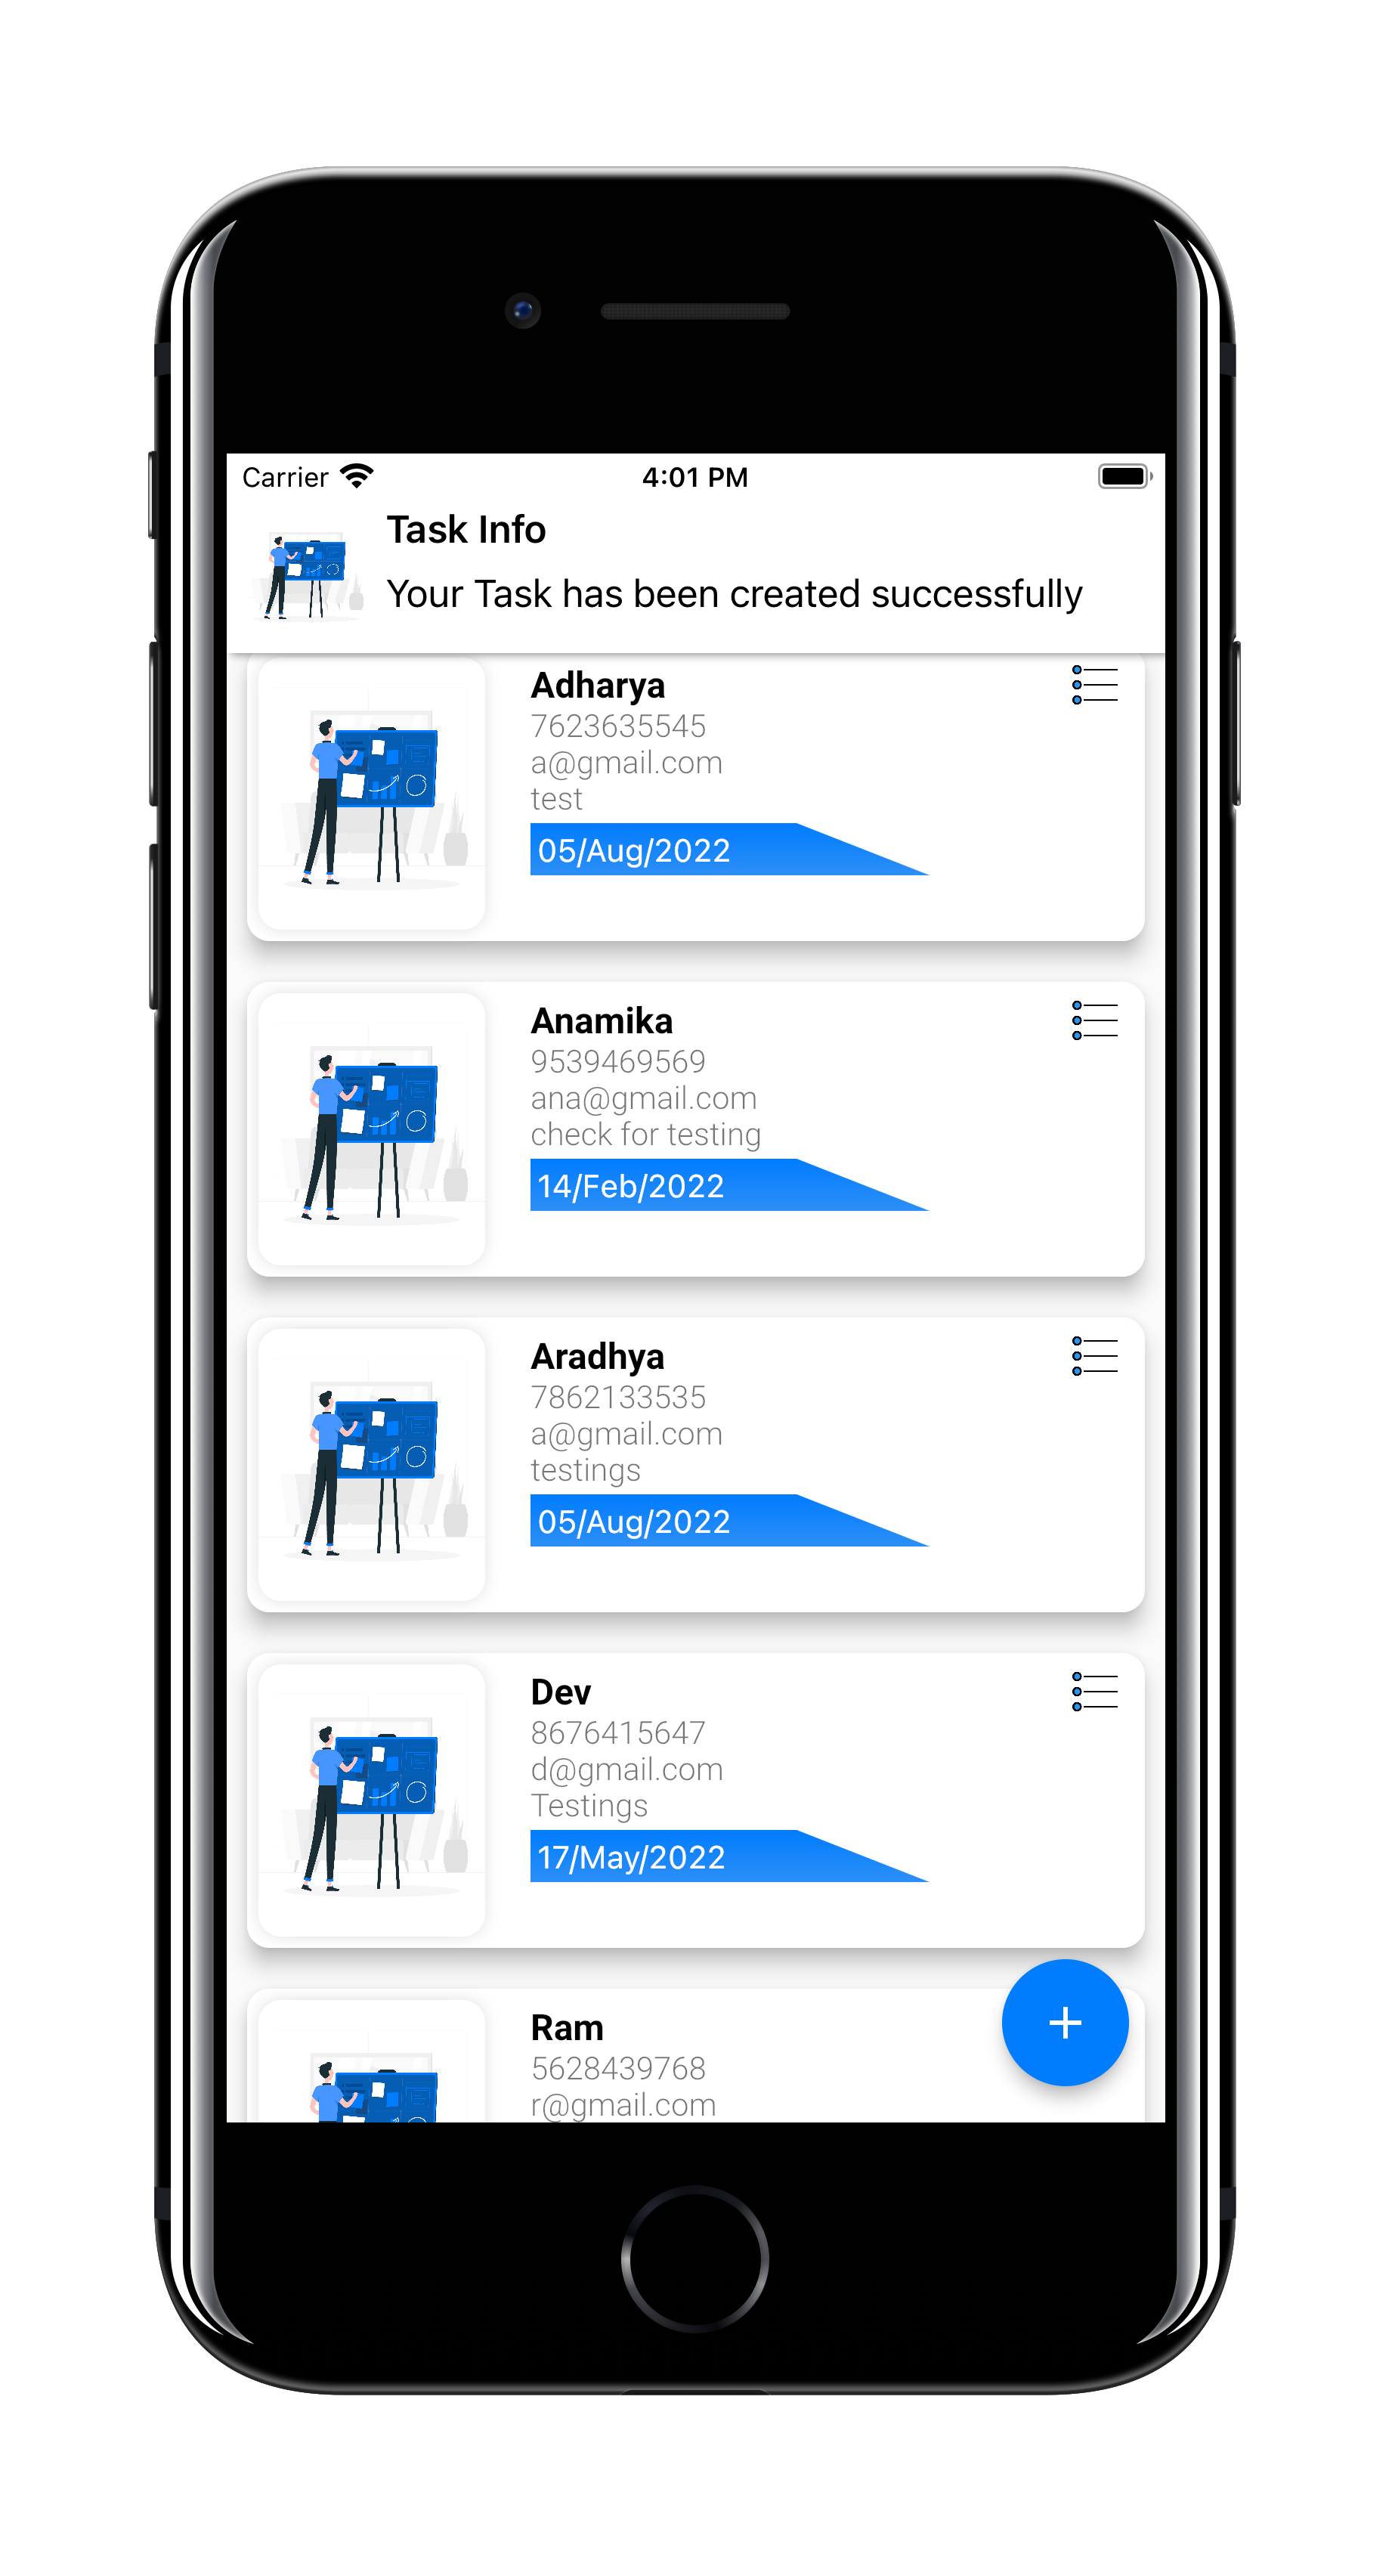 Carrier 4:01 PM
Task Info
Your Task has been created successfully
Adharya
7623635545
a@gmail.com
test
05/Aug/2022
Anamika
9539469569
ana@gmail.com
check for testing
14/Feb/2022
Aradhya
7862133535
a@gmail.com
testings
05/Aug/2022
Dev
8676415647
d@gmail.com
Testings
17/May/2022
Ram
5628439768
r@gmail.com